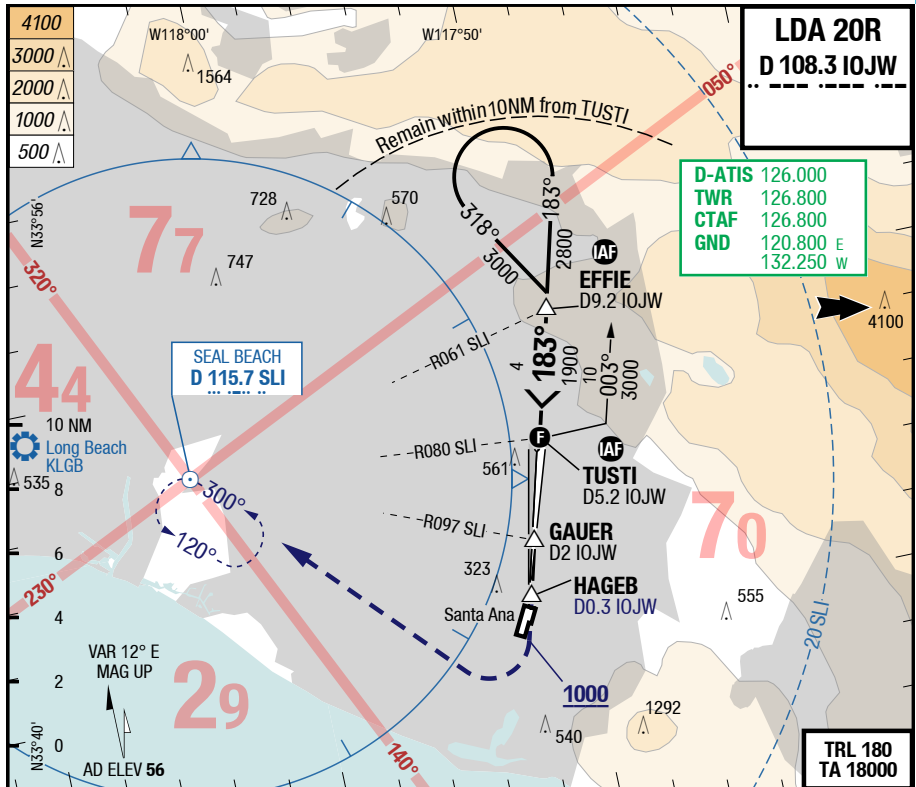 4100
3000
2000
1000
500
W118°00'
W117°50'
LDA 20R
D 108.3 IOJW
1564
050°
Remain within 10NM from TUSTI
D-ATIS 126.000
TWR 126.800
CTAF 126.800
GND 120.800 E
132.250 W
N33°56'
728
570
77
747
318°
3000
183°
2800
IAF
EFFIE
D9.2 IOJW
320°
4100
R061 SLI
4
183°
1900
10
003°
3000
SEAL BEACH
D 115.7 SLI
44
10 NM
Long Beach
KLGB
535
R080 SLI
561
F
IAF
TUSTI
D5.2 IOJW
8
300°
120°
R097 SLI
GAUER
D2 IOJW
70
6
323
HAGEB
D0.3 IOJW
555
230°
Santa Ana
4
20 SLI
VAR 12° E
MAG UP
2
29
1000
1292
540
N33°40'
0
140°
AD ELEV 56
TRL 180
TA 18000